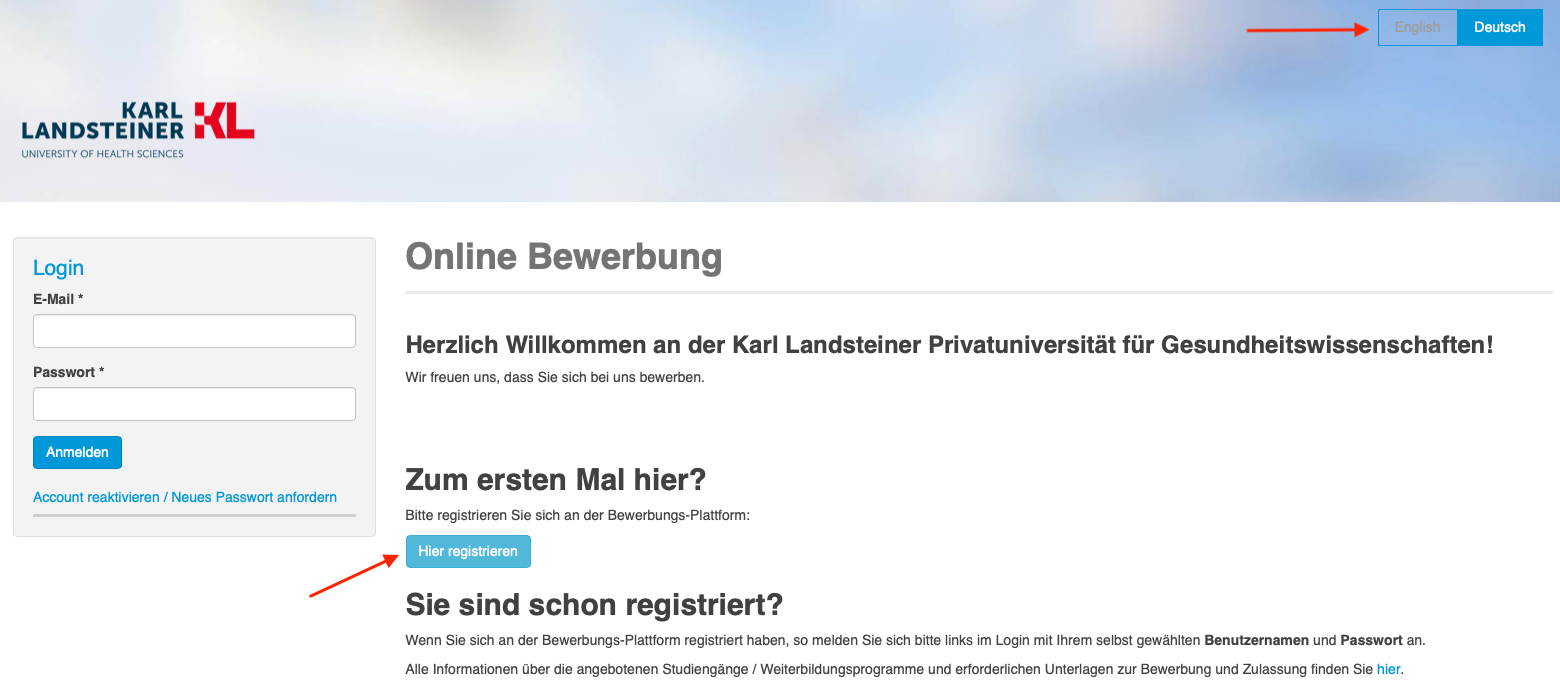 English Deutsch
KARL
LANDSTEINER KL
UNIVERSITY OF HEALTH SCIENCES
Login
E-Mail *
Passwort *
Anmelden
Account reaktivieren / Neues Passwort anfordern
Online Bewerbung
Herzlich Willkommen an der Karl Landsteiner Privatuniversität für Gesundheitswissenschaften!
Wir freuen uns, dass Sie sich bei uns bewerben.
Zum ersten Mal hier?
Bitte registrieren Sie sich an der Bewerbungs-Plattform:
Hier registrieren
Sie sind schon registriert?
Wenn Sie sich an der Bewerbungs-Plattform registriert haben, so melden Sie sich bitte links im Login mit Ihrem selbst gewählten Benutzernamen und Passwort an.
Alle Informationen über die angebotenen Studiengänge / Weiterbildungsprogramme und erforderlichen Unterlagen zur Bewerbung und Zulassung finden Sie hier.